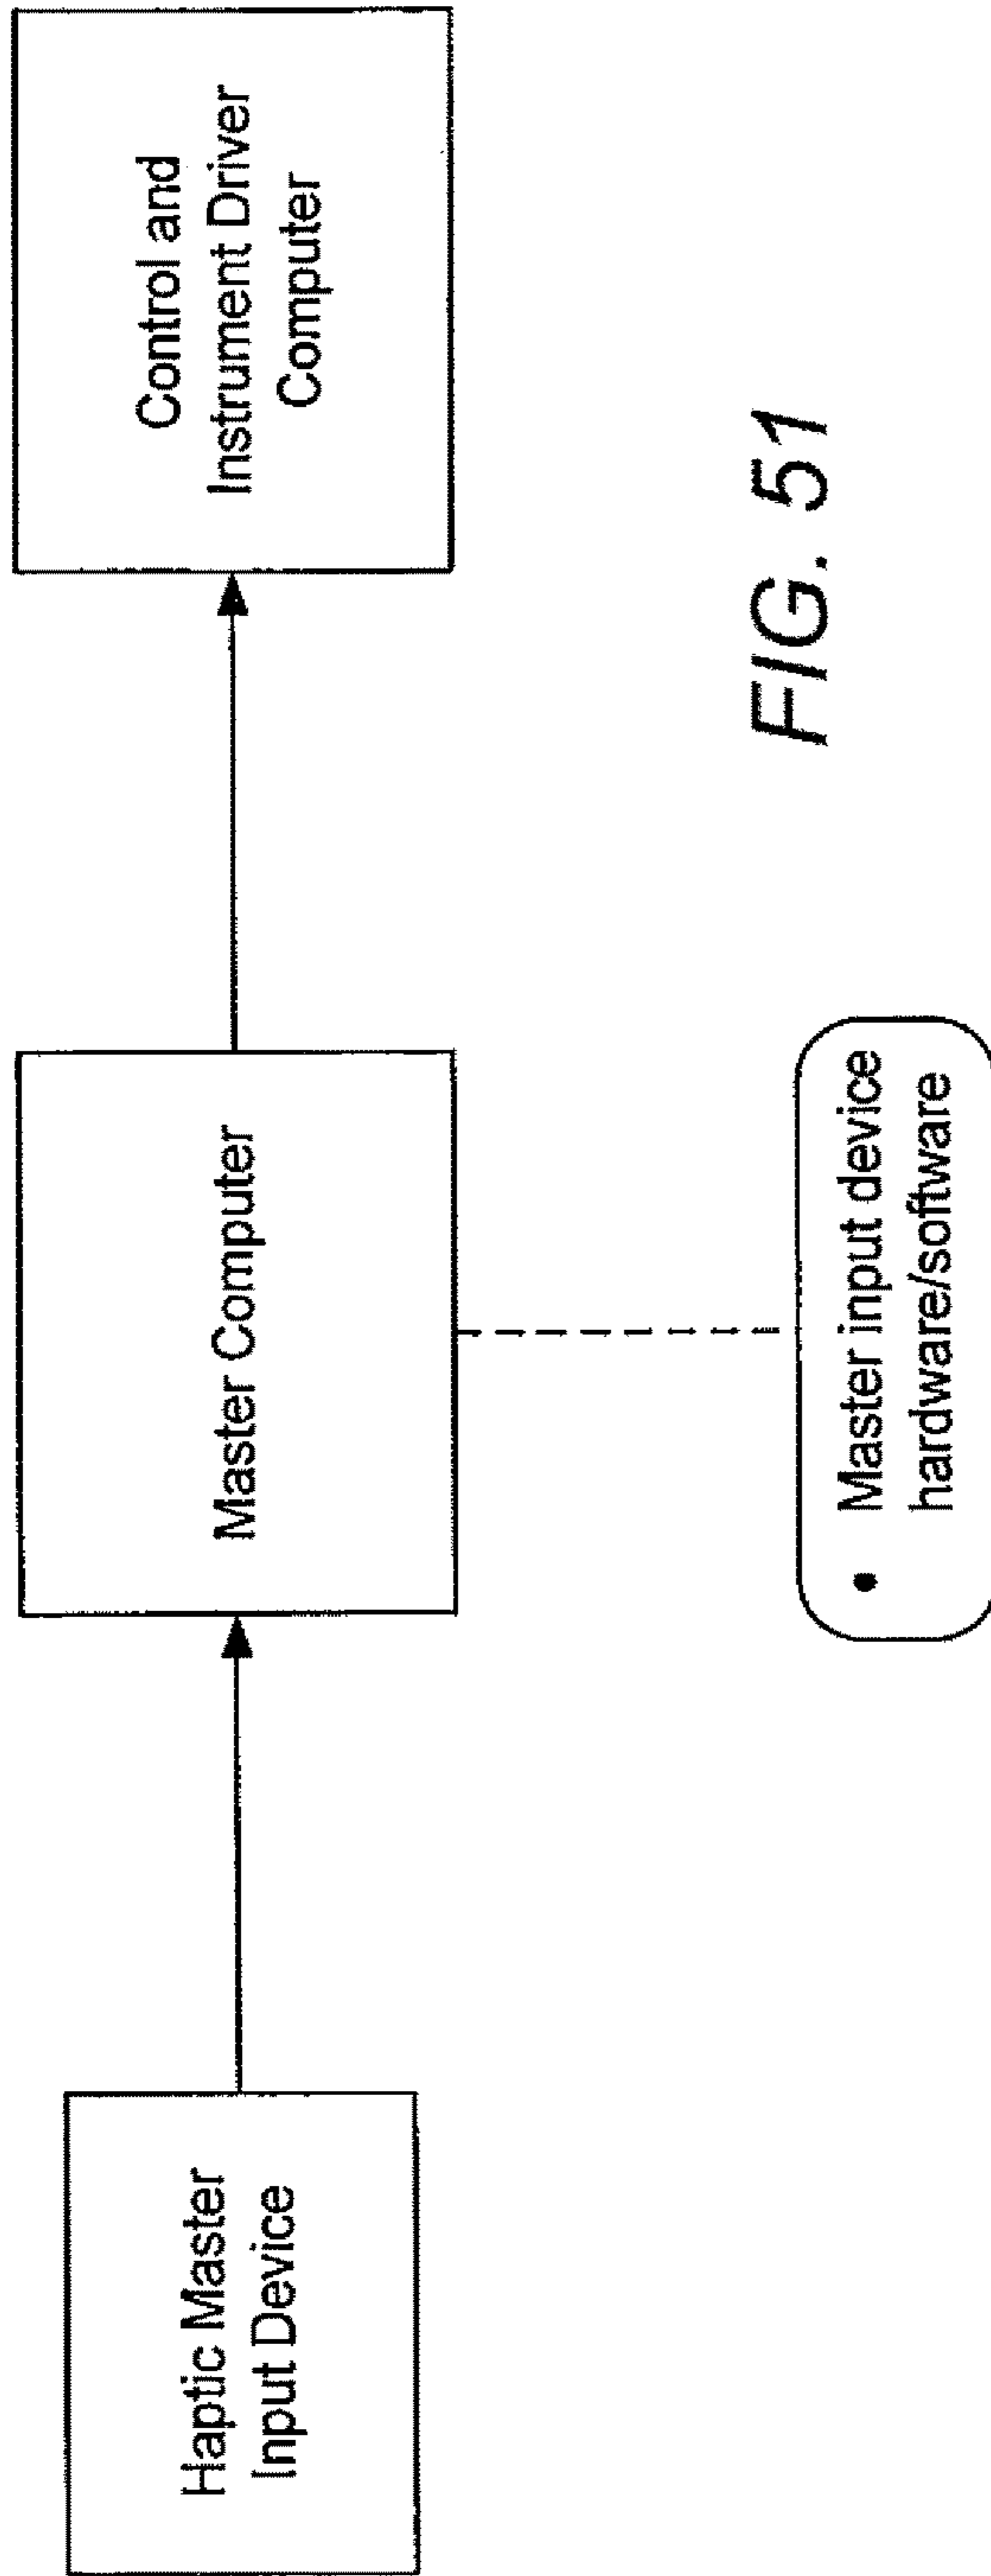 Haptic Master
Input Device
Master Computer
Control and
Instrument Driver
Computer
• Master input device
hardware/software
FIG. 51